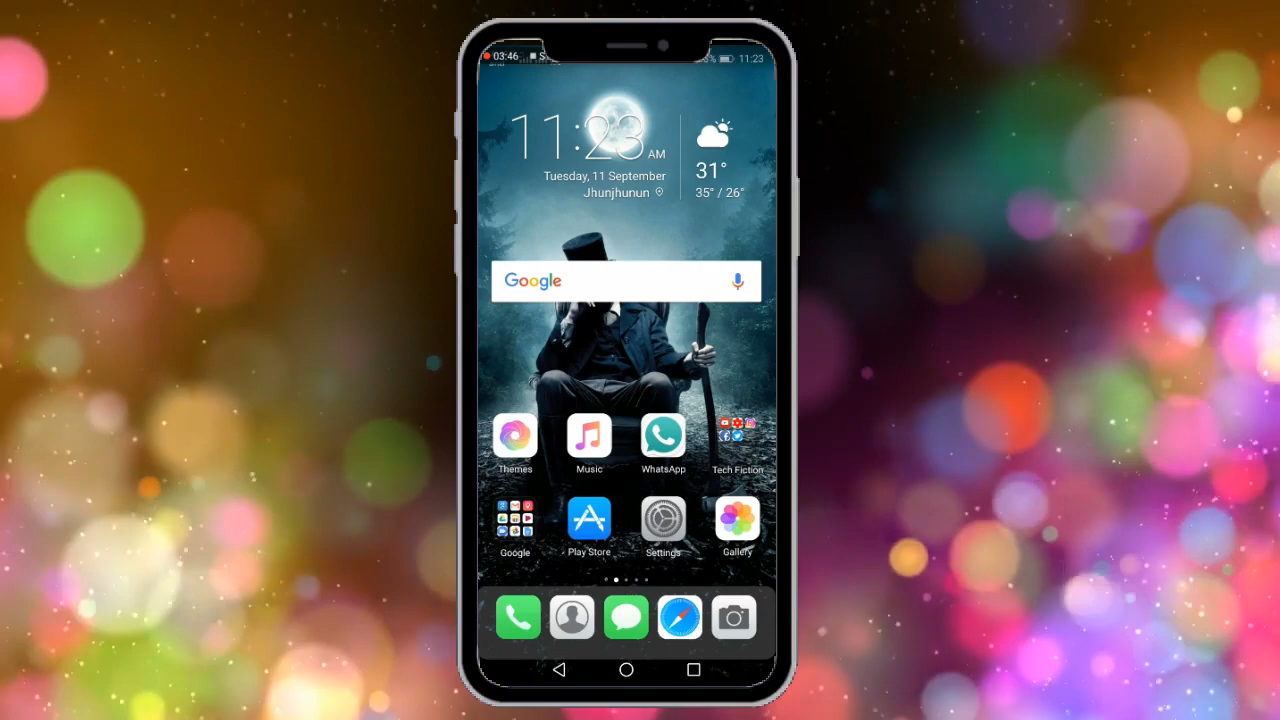 03:46
11:23
11:23 AM
Tuesday, 11 September
Jhunjhunun
31°
35° / 26°
Google
Themes
Music
WhatsApp
Tech Fiction
Google
Play Store
Settings
Gallery